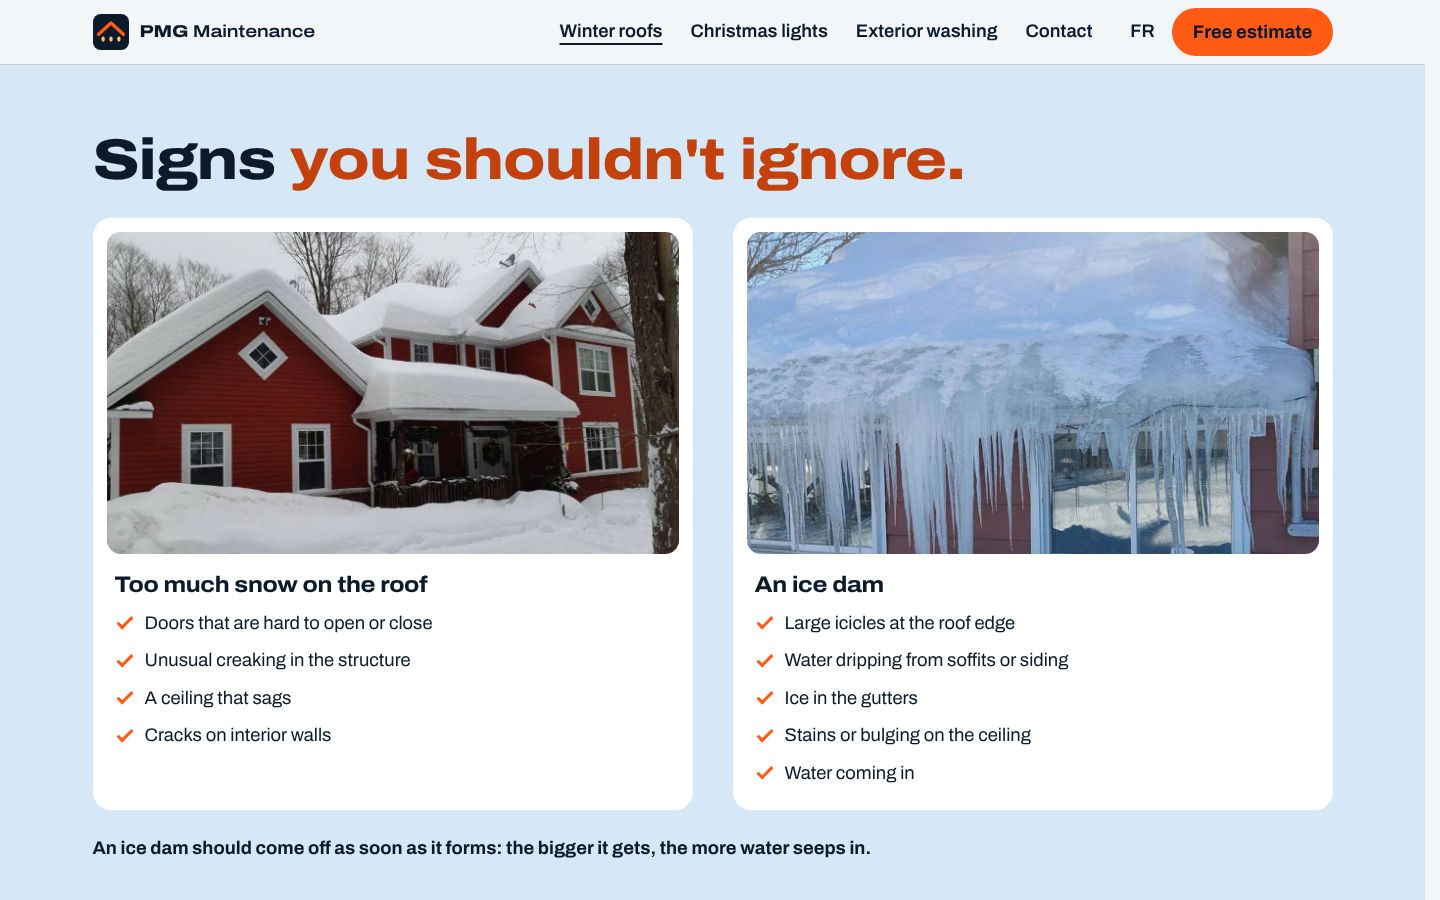 PMG Maintenance
Winter roofs
Christmas lights
Exterior washing
Contact
FR
Free estimate
Signs you shouldn't ignore.
Too much snow on the roof
Doors that are hard to open or close
Unusual creaking in the structure
A ceiling that sags
Cracks on interior walls
An ice dam
Large icicles at the roof edge
Water dripping from soffits or siding
Ice in the gutters
Stains or bulging on the ceiling
Water coming in
An ice dam should come off as soon as it forms: the bigger it gets, the more water seeps in.